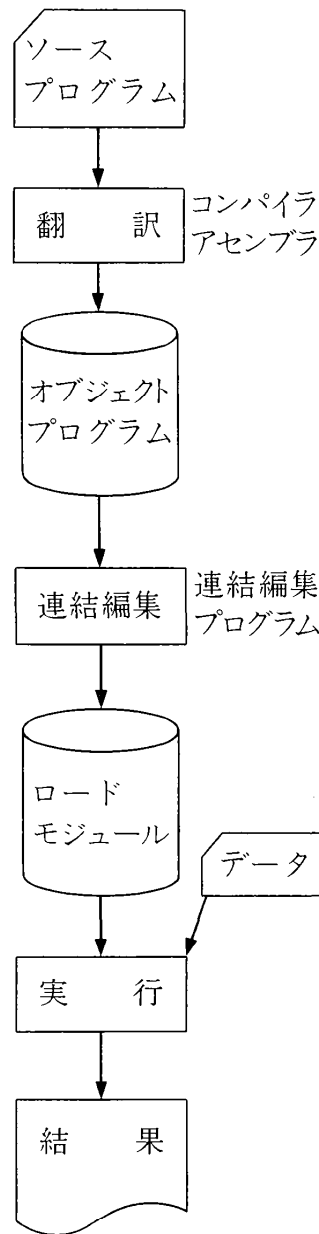 ソース
プログラム
翻 訳
コンパイラ
アセンブラ
オブジェクト
プログラム
連結編集
連結編集
プログラム
ロード
モジュール
データ
実 行
結 果